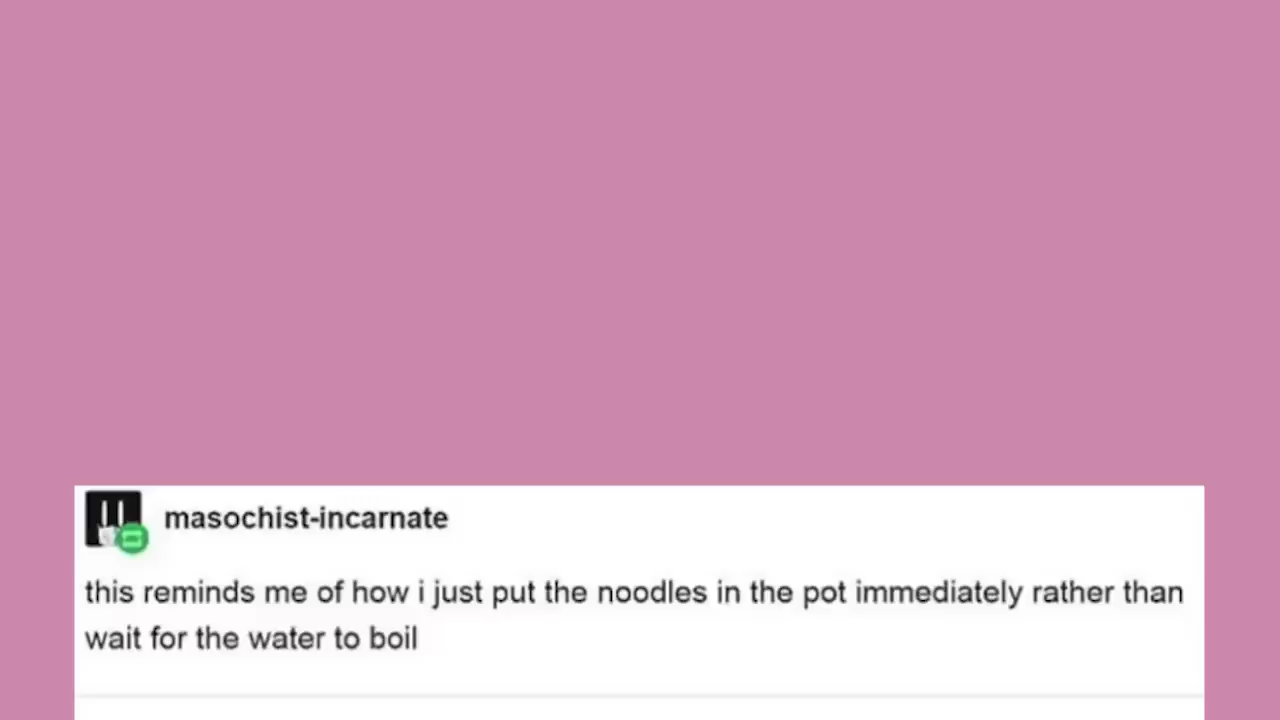 masochist-incarnate
this reminds me of how i just put the noodles in the pot immediately rather than
wait for the water to boil